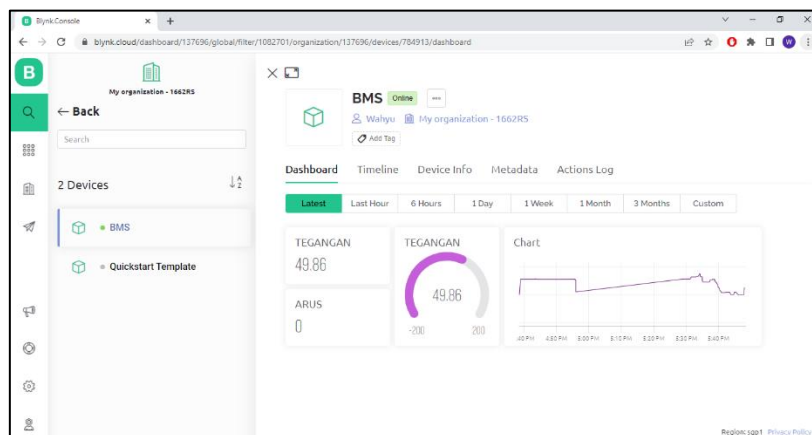 Blynk.Console
blynk.cloud/dashboard/137696/global/filter/1082701/organization/137696/devices/784913/dashboard
W
B
My organization - 1662RS
← Back
Search
2 Devices
BMS
Quickstart Template
BMS Online
Wahyu My organization - 1662RS
Add Tag
Dashboard Timeline Device Info Metadata Actions Log
Latest Last Hour 6 Hours 1 Day 1 Week 1 Month 3 Months Custom
TEGANGAN
49.86
ARUS
0
TEGANGAN
49.86
-200 200
Chart
:40 PM 4:50 PM 5:00 PM 5:10 PM 5:20 PM 5:30 PM 5:40 PM
Region: sgp1 Privacy Policy